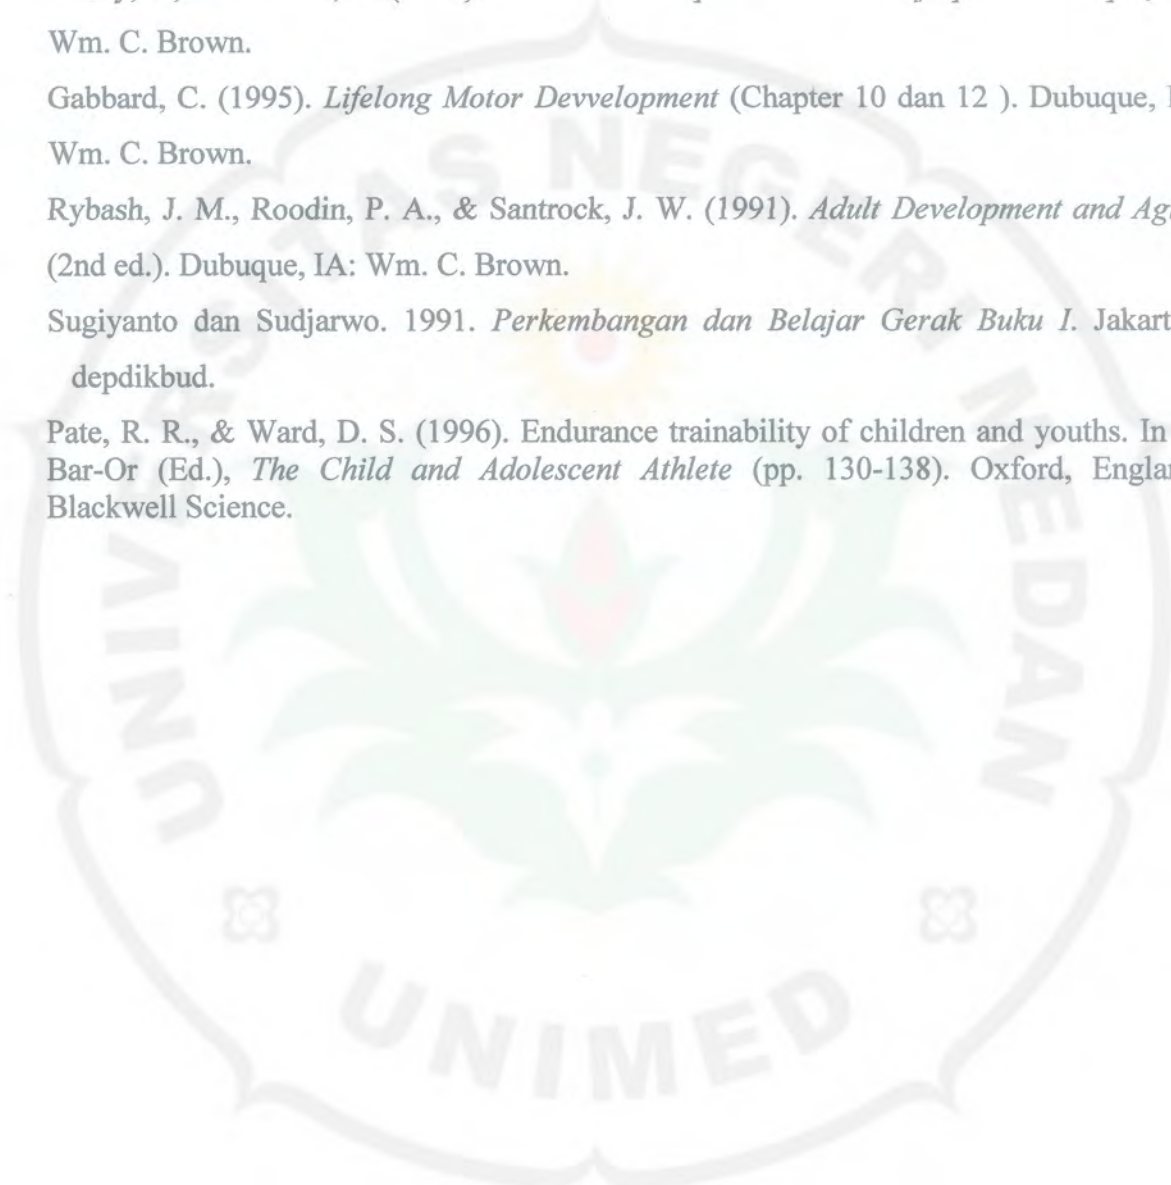 Wm. C. Brown.
Gabbard, C. (1995). Lifelong Motor Devvelopment (Chapter 10 dan 12 ). Dubuque,
Wm. C. Brown.
Rybash, J. M., Roodin, P. A., & Santrock, J. W. (1991). Adult Development and
(2nd ed.). Dubuque, IA: Wm. C. Brown.
Sugiyanto dan Sudjarwo. 1991. Perkembangan dan Belajar Gerak Buku I.
depdikbud.
Pate, R. R., & Ward, D. S. (1996). Endurance trainability of children and youths. In
Bar-Or (Ed.), The Child and Adolescent Athlete (pp. 130-138). Oxford,
Blackwell Science.
UNIVERSITAS NEGERI MEDAN
UNIMED